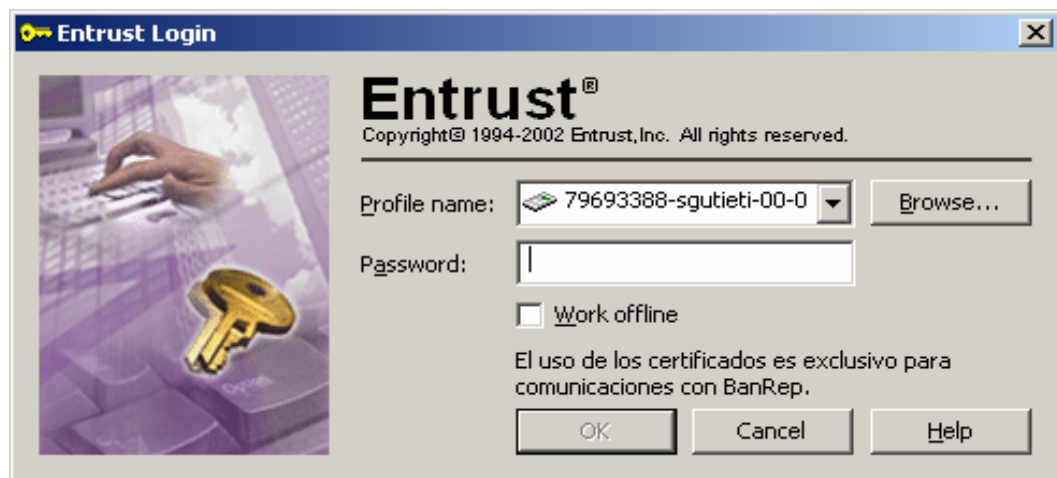 Entrust Login
Entrust®
Copyright© 1994-2002 Entrust, Inc. All rights reserved.
Profile name: 79693388-sgutieti-00-0 Browse...
Password:
Work offline
El uso de los certificados es exclusivo para
comunicaciones con BanRep.
OK Cancel Help